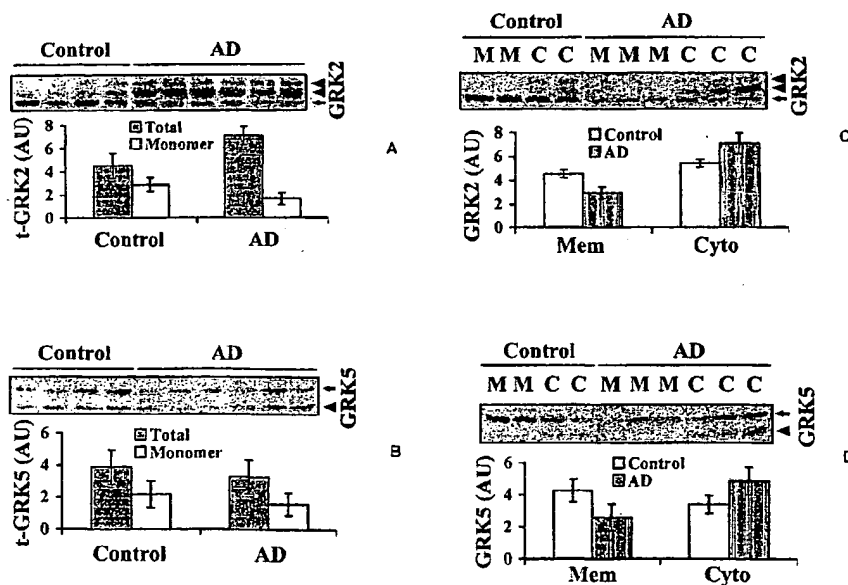 Control AD
GRK2
t-GRK2 (AU)
8
6
4
2
0
Total
Monomer
Control AD
A
Control AD
M M C C M M M C C C
GRK2
GRK2 (AU)
8
6
4
2
0
Control
AD
Mem Cyto
C
Control AD
GRK5
t-GRK5 (AU)
6
4
2
0
Total
Monomer
Control AD
B
Control AD
M M C C M M M C C C
GRK5
GRK5 (AU)
6
4
2
0
Control
AD
Mem Cyto
D